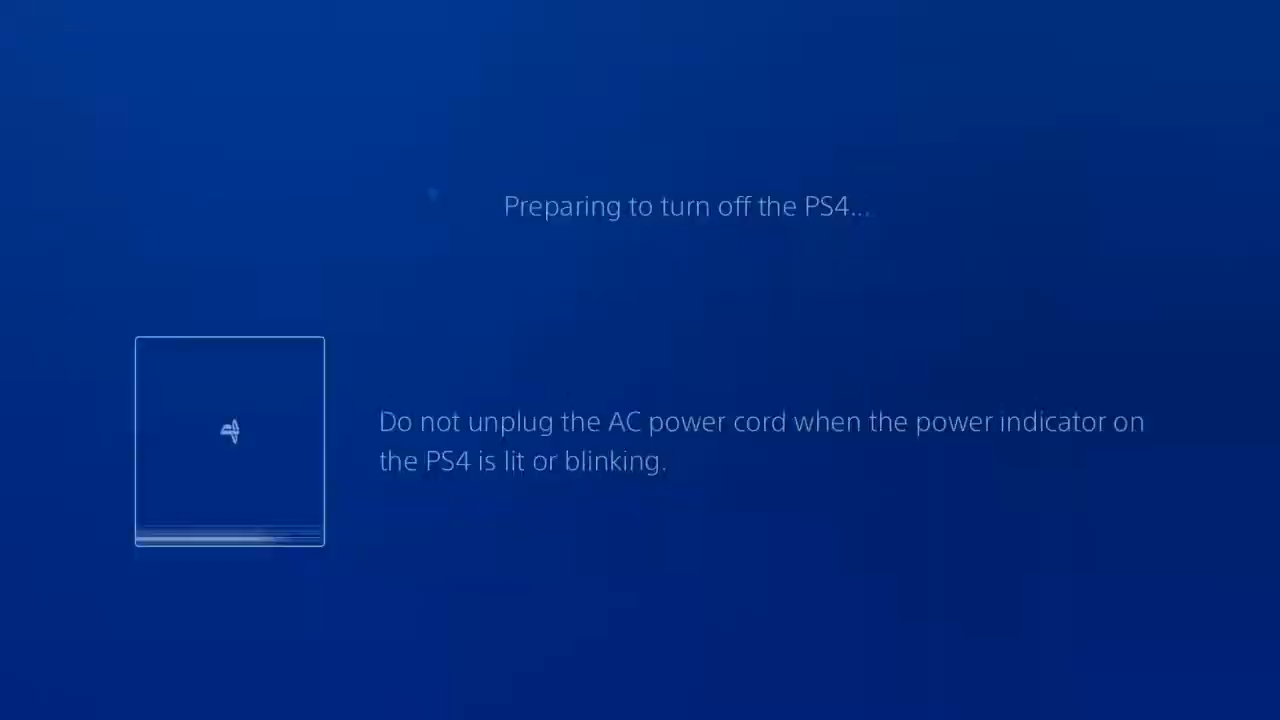 Preparing to turn off the PS4...
Do not unplug the AC power cord when the power indicator on
the PS4 is lit or blinking.